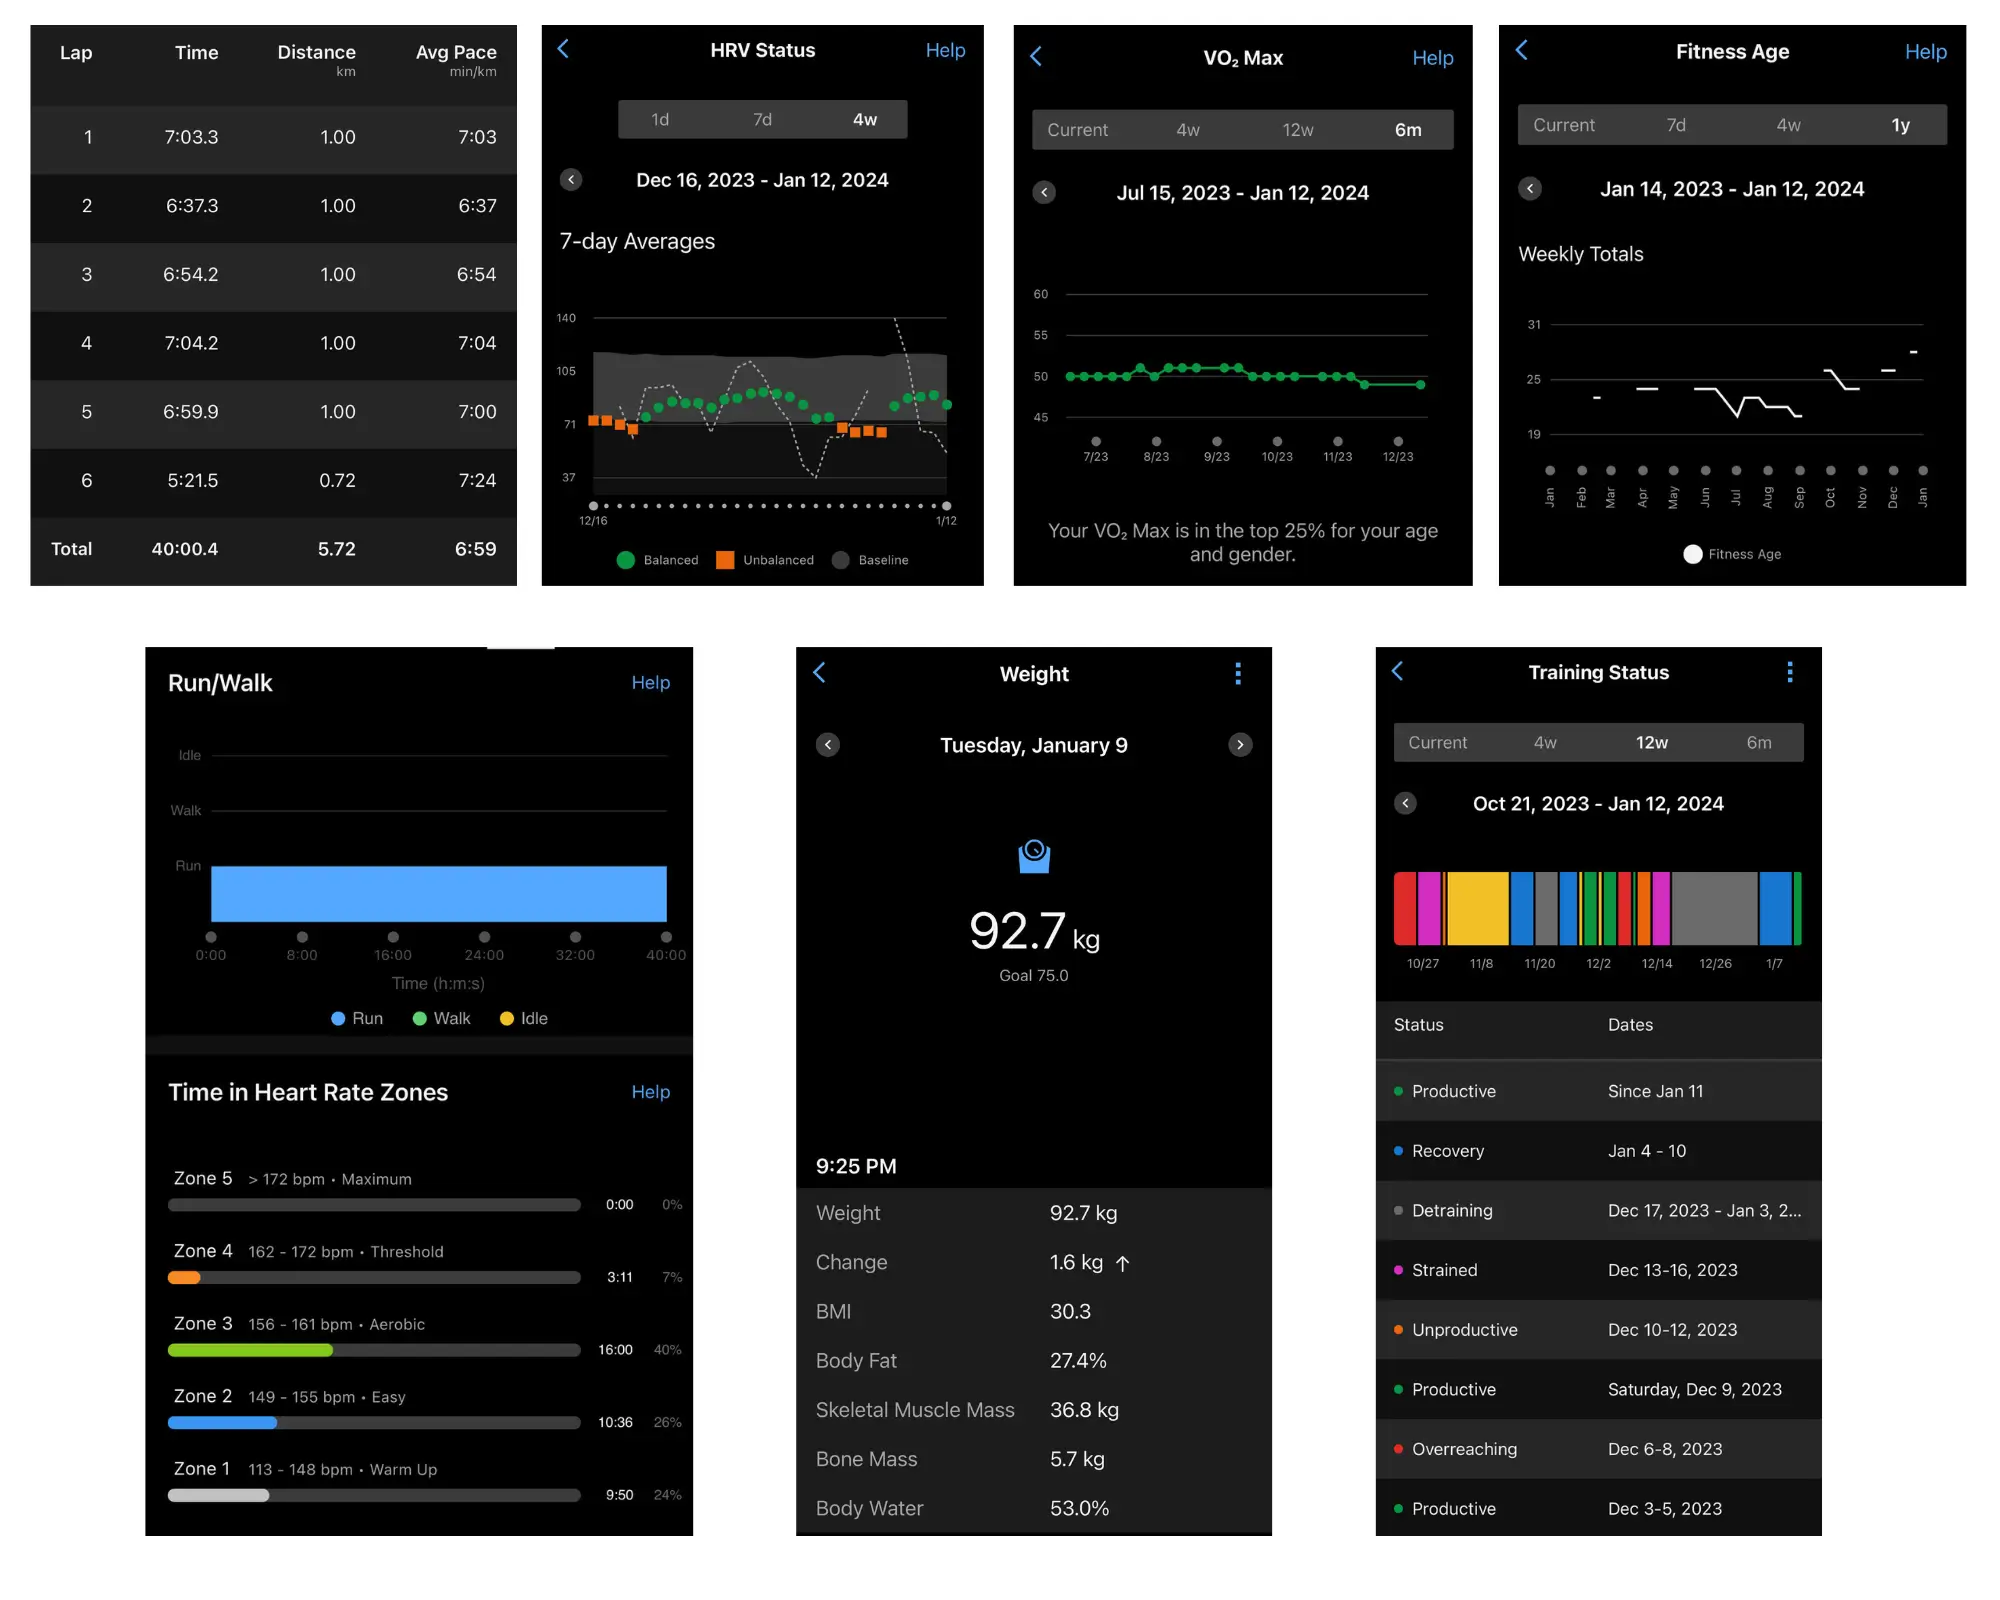 Lap Time Distance Avg Pace
km min/km
1 7:03.3 1.00 7:03
2 6:37.3 1.00 6:37
3 6:54.2 1.00 6:54
4 7:04.2 1.00 7:04
5 6:59.9 1.00 7:00
6 5:21.5 0.72 7:24
Total 40:00.4 5.72 6:59
HRV Status Help
1d 7d 4w
Dec 16, 2023 - Jan 12, 2024
7-day Averages
140
105
71
37
12/16 1/12
Balanced Unbalanced Baseline
VO₂ Max Help
Current 4w 12w 6m
Jul 15, 2023 - Jan 12, 2024
60
55
50
45
7/23 8/23 9/23 10/23 11/23 12/23
Your VO₂ Max is in the top 25% for your age
and gender.
Fitness Age Help
Current 7d 4w 1y
Jan 14, 2023 - Jan 12, 2024
Weekly Totals
31
25
19
Jan Feb Mar Apr May Jun Jul Aug Sep Oct Nov Dec Jan
Fitness Age
Run/Walk Help
Idle
Walk
Run
0:00 8:00 16:00 24:00 32:00 40:00
Time (h:m:s)
Run Walk Idle
Time in Heart Rate Zones Help
Zone 5 > 172 bpm • Maximum
0:00 0%
Zone 4 162 - 172 bpm • Threshold
3:11 7%
Zone 3 156 - 161 bpm • Aerobic
16:00 40%
Zone 2 149 - 155 bpm • Easy
10:36 26%
Zone 1 113 - 148 bpm • Warm Up
9:50 24%
Weight
Tuesday, January 9
92.7 kg
Goal 75.0
9:25 PM
Weight 92.7 kg
Change 1.6 kg ↑
BMI 30.3
Body Fat 27.4%
Skeletal Muscle Mass 36.8 kg
Bone Mass 5.7 kg
Body Water 53.0%
Training Status
Current 4w 12w 6m
Oct 21, 2023 - Jan 12, 2024
10/27 11/8 11/20 12/2 12/14 12/26 1/7
Status Dates
Productive Since Jan 11
Recovery Jan 4 - 10
Detraining Dec 17, 2023 - Jan 3, 2...
Strained Dec 13-16, 2023
Unproductive Dec 10-12, 2023
Productive Saturday, Dec 9, 2023
Overreaching Dec 6-8, 2023
Productive Dec 3-5, 2023